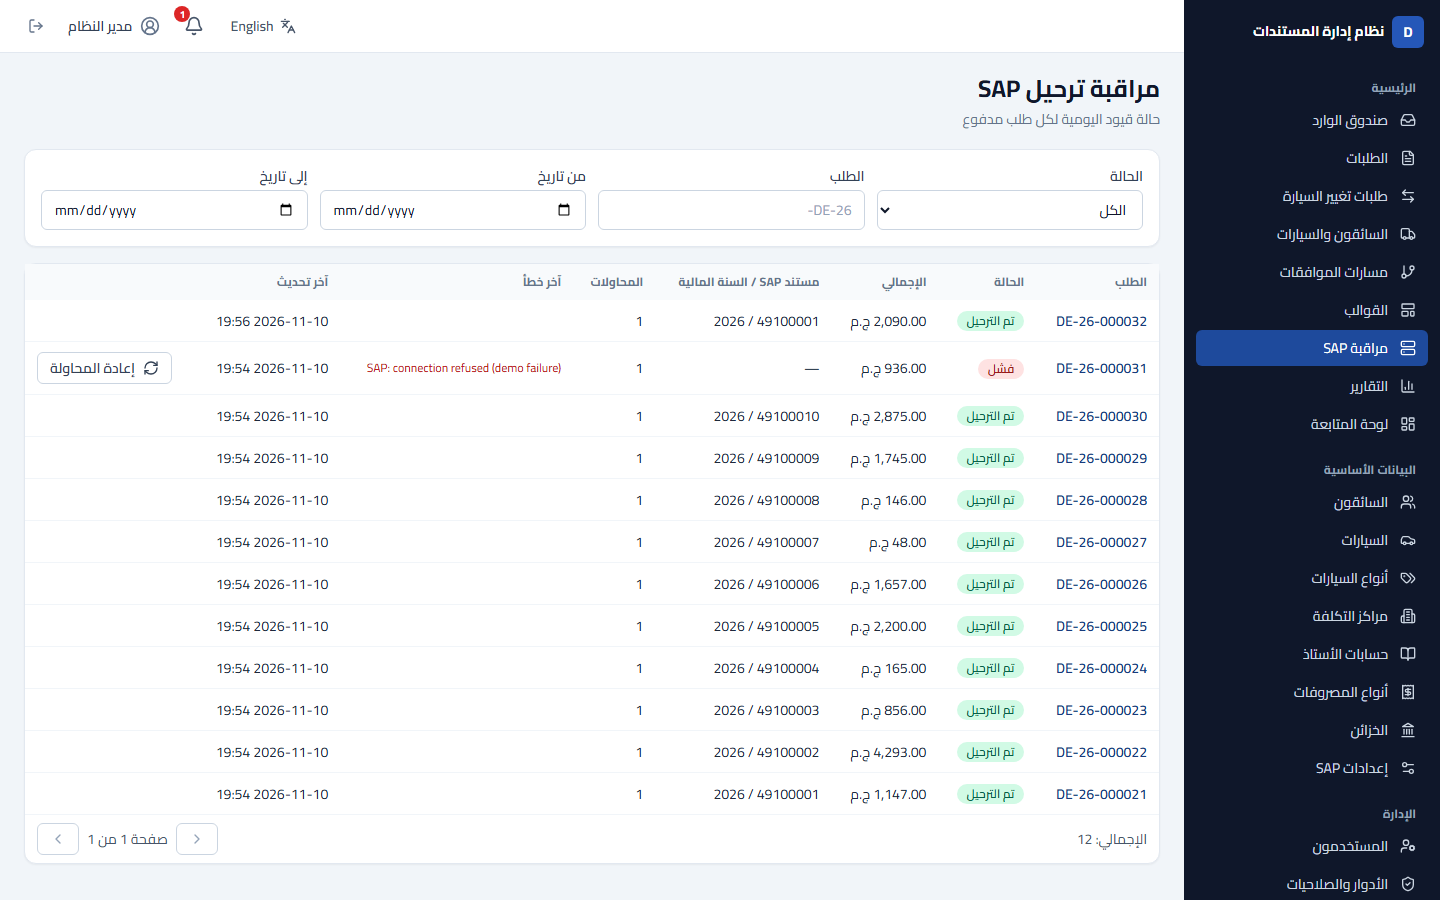 D
نظام إدارة المستندات
الرئيسية
صندوق الوارد
الطلبات
طلبات تغيير السيارة
السائقون والسيارات
مسارات الموافقات
القوالب
مراقبة SAP
التقارير
لوحة المتابعة
البيانات الأساسية
السائقون
السيارات
أنواع السيارات
مراكز التكلفة
حسابات الأستاذ
أنواع المصروفات
الخزائن
إعدادات SAP
الإدارة
المستخدمون
الأدوار والصلاحيات
English
1
مدير النظام
مراقبة ترحيل SAP
حالة قيود اليومية لكل طلب مدفوع
الحالة الطلب من تاريخ إلى تاريخ
الكل DE-26- mm/dd/yyyy mm/dd/yyyy
الطلب الحالة الإجمالي مستند SAP / السنة المالية المحاولات آخر خطأ آخر تحديث
DE-26-000032 تم الترحيل 2,090.00 ج.م 49100001 / 2026 1 2026-11-10 19:56
DE-26-000031 فشل 936.00 ج.م — 1 SAP: connection refused (demo failure) 2026-11-10 19:54 إعادة المحاولة
DE-26-000030 تم الترحيل 2,875.00 ج.م 49100010 / 2026 1 2026-11-10 19:54
DE-26-000029 تم الترحيل 1,745.00 ج.م 49100009 / 2026 1 2026-11-10 19:54
DE-26-000028 تم الترحيل 146.00 ج.م 49100008 / 2026 1 2026-11-10 19:54
DE-26-000027 تم الترحيل 48.00 ج.م 49100007 / 2026 1 2026-11-10 19:54
DE-26-000026 تم الترحيل 1,657.00 ج.م 49100006 / 2026 1 2026-11-10 19:54
DE-26-000025 تم الترحيل 2,200.00 ج.م 49100005 / 2026 1 2026-11-10 19:54
DE-26-000024 تم الترحيل 165.00 ج.م 49100004 / 2026 1 2026-11-10 19:54
DE-26-000023 تم الترحيل 856.00 ج.م 49100003 / 2026 1 2026-11-10 19:54
DE-26-000022 تم الترحيل 4,293.00 ج.م 49100002 / 2026 1 2026-11-10 19:54
DE-26-000021 تم الترحيل 1,147.00 ج.م 49100001 / 2026 1 2026-11-10 19:54
الإجمالي: 12
صفحة 1 من 1